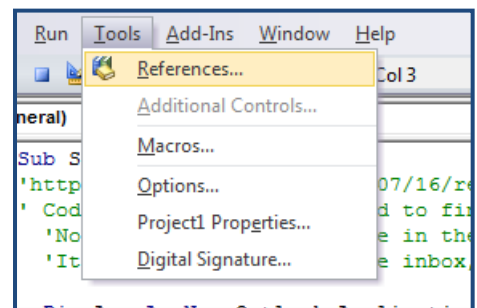 Run Tools Add-Ins Window Help
References... Col 3
Additional Controls...
neral)
Macros...
Sub S
'http Options... 07/16/re
' Cod Project1 Properties... d to fin
'No e in the
'It Digital Signature... e inbox,